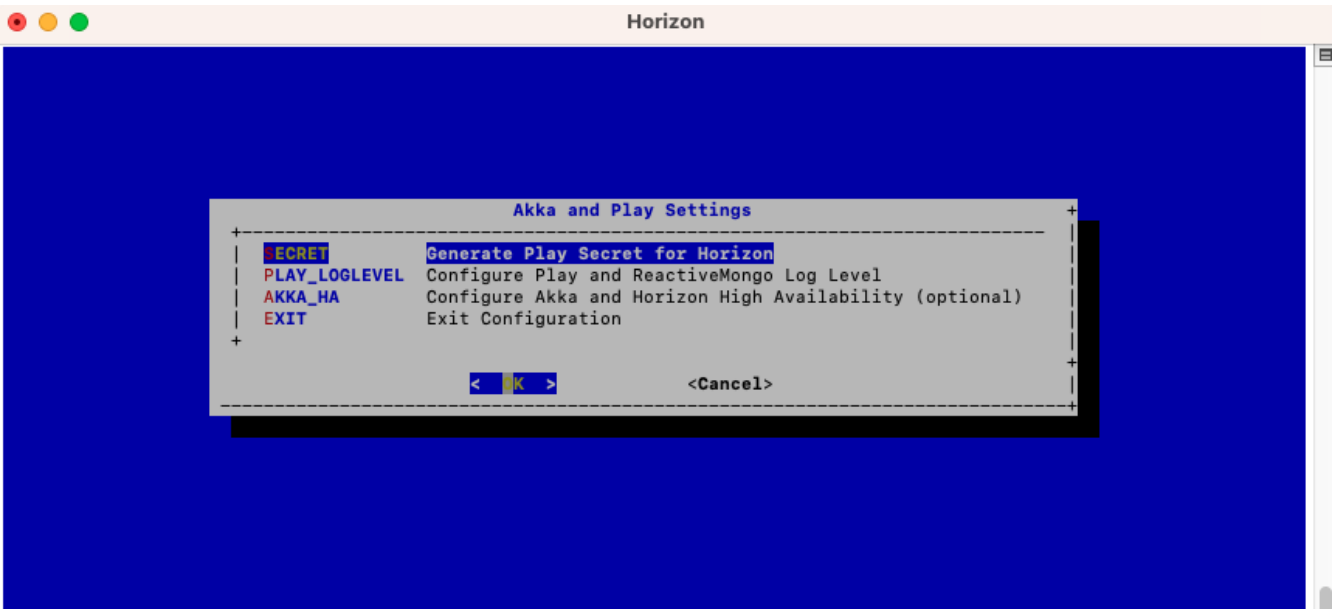 Horizon
Akka and Play Settings
SECRET Generate Play Secret for Horizon
PLAY_LOGLEVEL Configure Play and ReactiveMongo Log Level
AKKA_HA Configure Akka and Horizon High Availability (optional)
EXIT Exit Configuration
< OK > <Cancel>